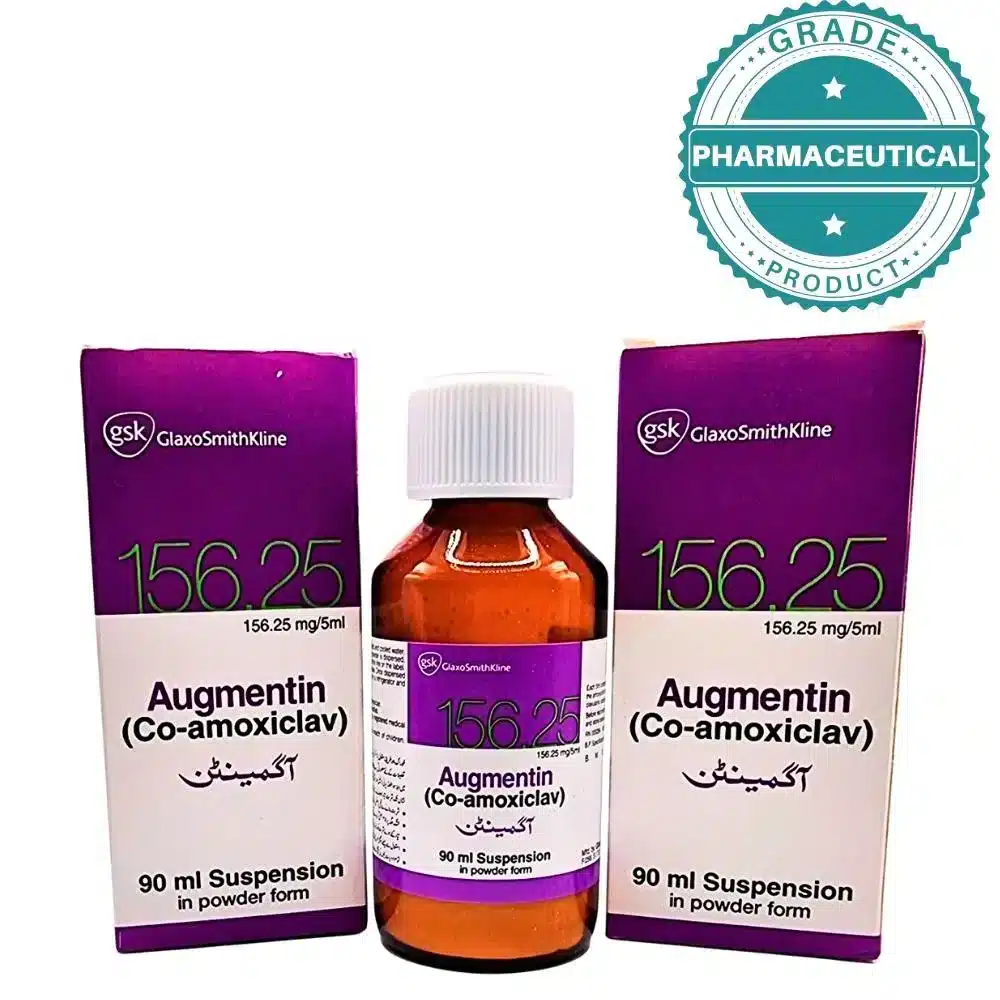 GRADE
PHARMACEUTICAL
PRODUCT
gsk GlaxoSmithKline
156.25
156.25 mg/5ml
Augmentin
(Co-amoxiclav)
آگمینٹن
90 ml Suspension
in powder form
gsk GlaxoSmithKline
156.25
156.25 mg/5ml
Augmentin
(Co-amoxiclav)
آگمینٹن
90 ml Suspension
in powder form
gsk GlaxoSmithKline
156.25
156.25 mg/5ml
Augmentin
(Co-amoxiclav)
آگمینٹن
90 ml Suspension
in powder form